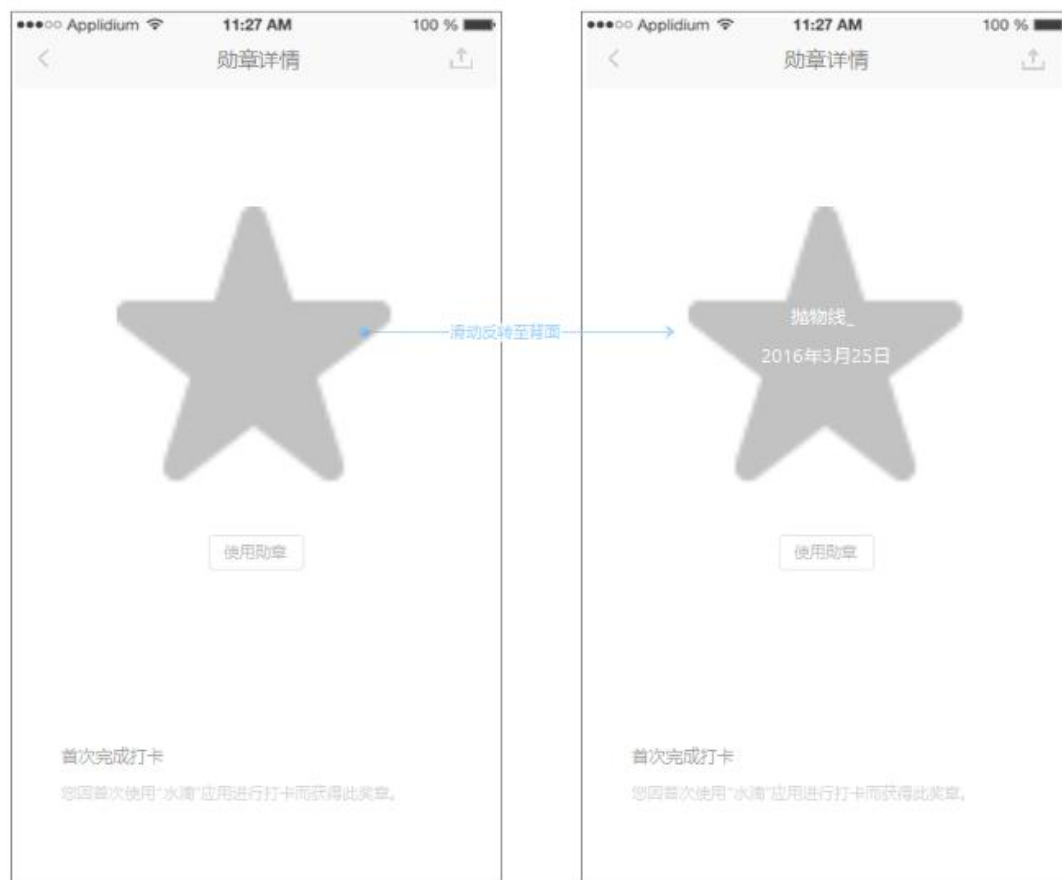 Applidium 11:27 AM 100 %
勋章详情
使用勋章
首次完成打卡
您因首次使用“水滴”应用进行打卡而获得此奖章。
滑动反转至背面
Applidium 11:27 AM 100 %
勋章详情
抛物线_
2016年3月25日
使用勋章
首次完成打卡
您因首次使用“水滴”应用进行打卡而获得此奖章。